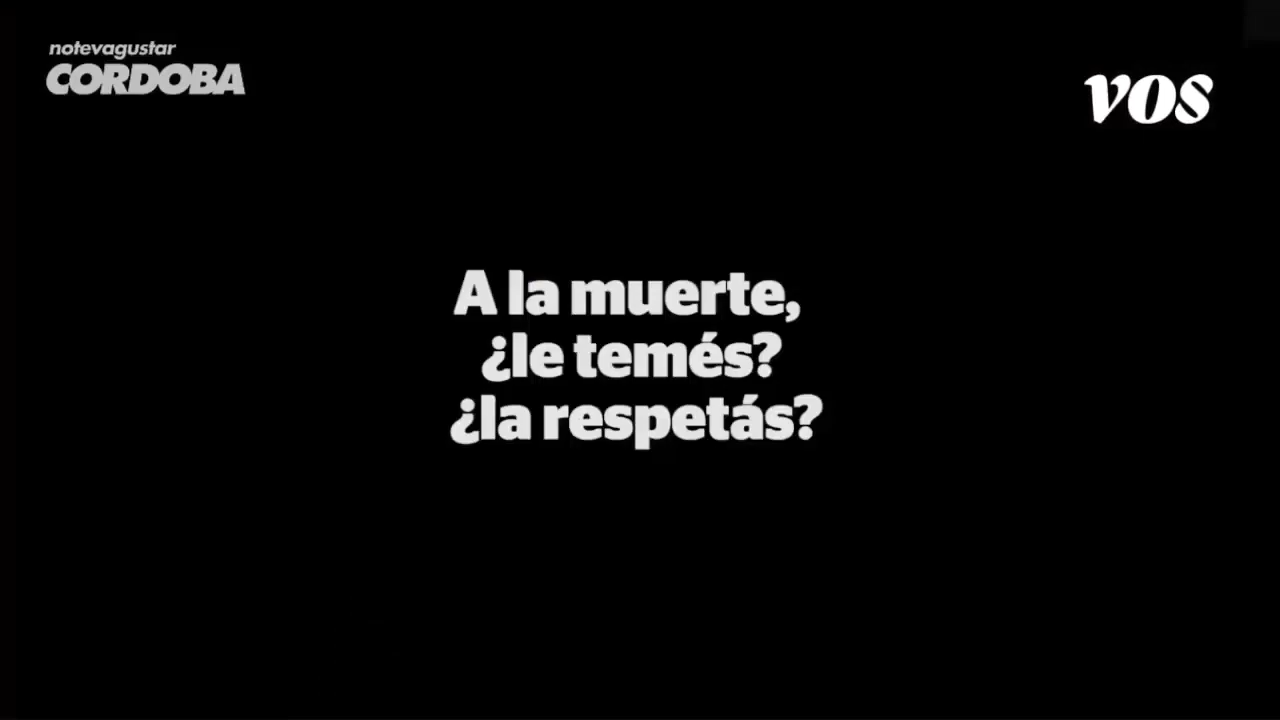 notevagustar
CORDOBA
vos
A la muerte,
¿le temés?
¿la respetás?